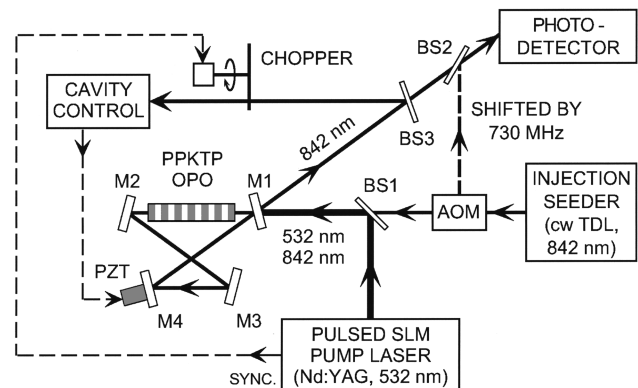 PHOTO -
DETECTOR
BS2
CHOPPER
CAVITY
CONTROL
BS3
SHIFTED BY
730 MHz
842 nm
PPKTP
OPO
M1
M2
BS1
AOM
INJECTION
SEEDER
(cw TDL,
842 nm)
532 nm
842 nm
PZT
M4
M3
PULSED SLM
PUMP LASER
(Nd:YAG, 532 nm)
SYNC.